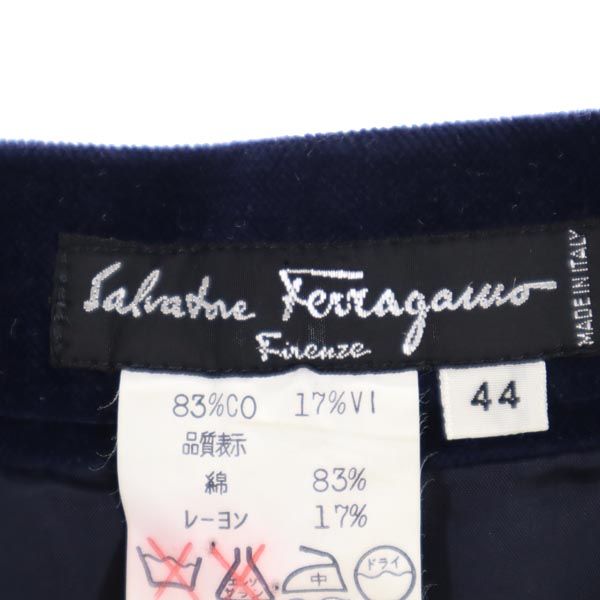 Salvatore Ferragamo
Firenze
MADE IN ITALY
44
83%CO 17%VI
品質表示
綿 83%
レーヨン 17%
中
ドライ